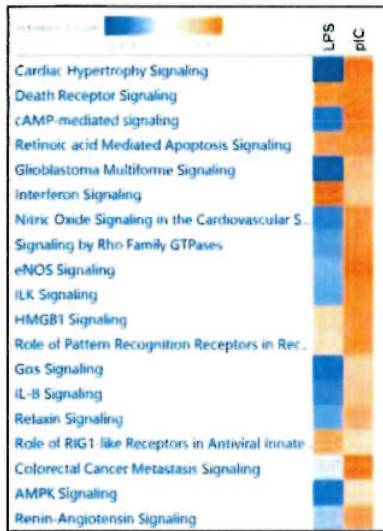 LPS pIC
Cardiac Hypertrophy Signaling
Death Receptor Signaling
cAMP-mediated signaling
Retinoic acid Mediated Apoptosis Signaling
Glioblastoma Multiforme Signaling
Interferon Signaling
Nitric Oxide Signaling in the Cardiovascular S...
Signaling by Rho Family GTPases
eNOS Signaling
ILK Signaling
HMGB1 Signaling
Role of Pattern Recognition Receptors in Rec...
Gαs Signaling
IL-8 Signaling
Relaxin Signaling
Role of RIG1-like Receptors in Antiviral Innate ...
Colorectal Cancer Metastasis Signaling
AMPK Signaling
Renin-Angiotensin Signaling